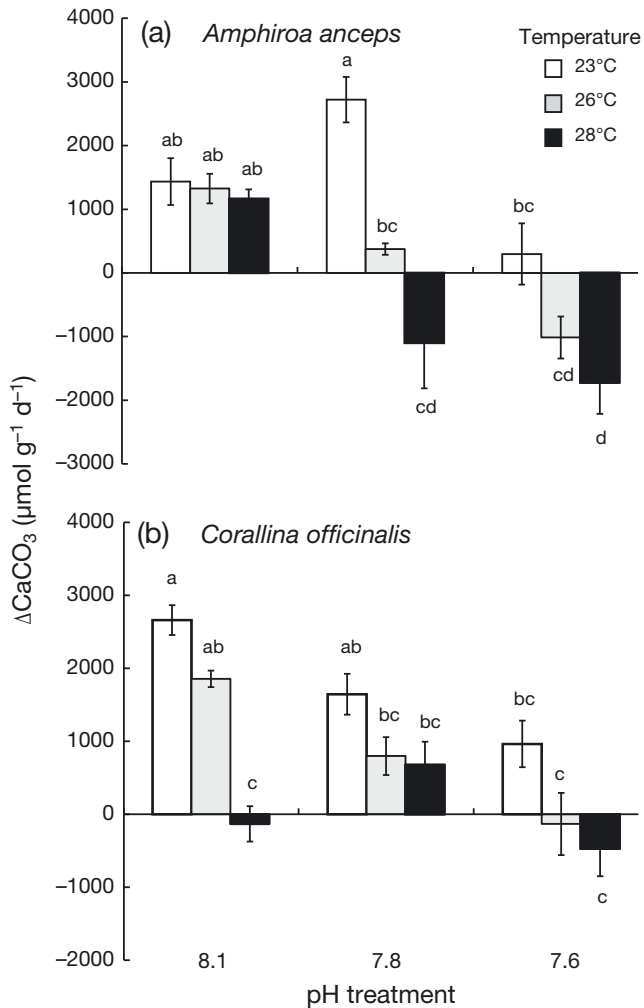 (a) Amphiroa anceps
Temperature
23°C
26°C
28°C
4000
3000
2000
1000
0
−1000
−2000
−3000
ab
ab
ab
a
bc
cd
bc
cd
d
ΔCaCO₃ (µmol g⁻¹ d⁻¹)
(b) Corallina officinalis
4000
3000
2000
1000
0
−1000
−2000
a
ab
c
ab
bc
bc
bc
c
c
8.1 7.8 7.6
pH treatment